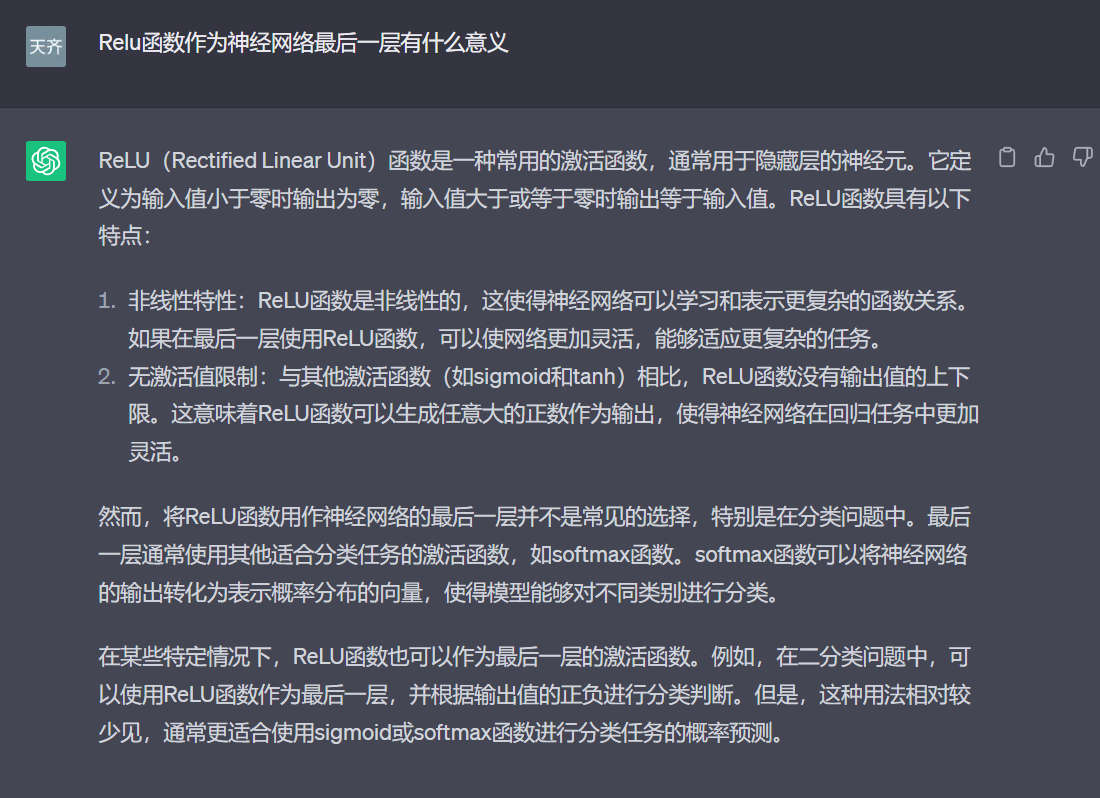 天齐
Relu函数作为神经网络最后一层有什么意义
ReLU（Rectified Linear Unit）函数是一种常用的激活函数，通常用于隐藏层的神经元。它定
义为输入值小于零时输出为零，输入值大于或等于零时输出等于输入值。ReLU函数具有以下
特点：
1. 非线性特性：ReLU函数是非线性的，这使得神经网络可以学习和表示更复杂的函数关系。
如果在最后一层使用ReLU函数，可以使网络更加灵活，能够适应更复杂的任务。
2. 无激活值限制：与其他激活函数（如sigmoid和tanh）相比，ReLU函数没有输出值的上下
限。这意味着ReLU函数可以生成任意大的正数作为输出，使得神经网络在回归任务中更加
灵活。
然而，将ReLU函数用作神经网络的最后一层并不是常见的选择，特别是在分类问题中。最后
一层通常使用其他适合分类任务的激活函数，如softmax函数。softmax函数可以将神经网络
的输出转化为表示概率分布的向量，使得模型能够对不同类别进行分类。
在某些特定情况下，ReLU函数也可以作为最后一层的激活函数。例如，在二分类问题中，可
以使用ReLU函数作为最后一层，并根据输出值的正负进行分类判断。但是，这种用法相对较
少见，通常更适合使用sigmoid或softmax函数进行分类任务的概率预测。